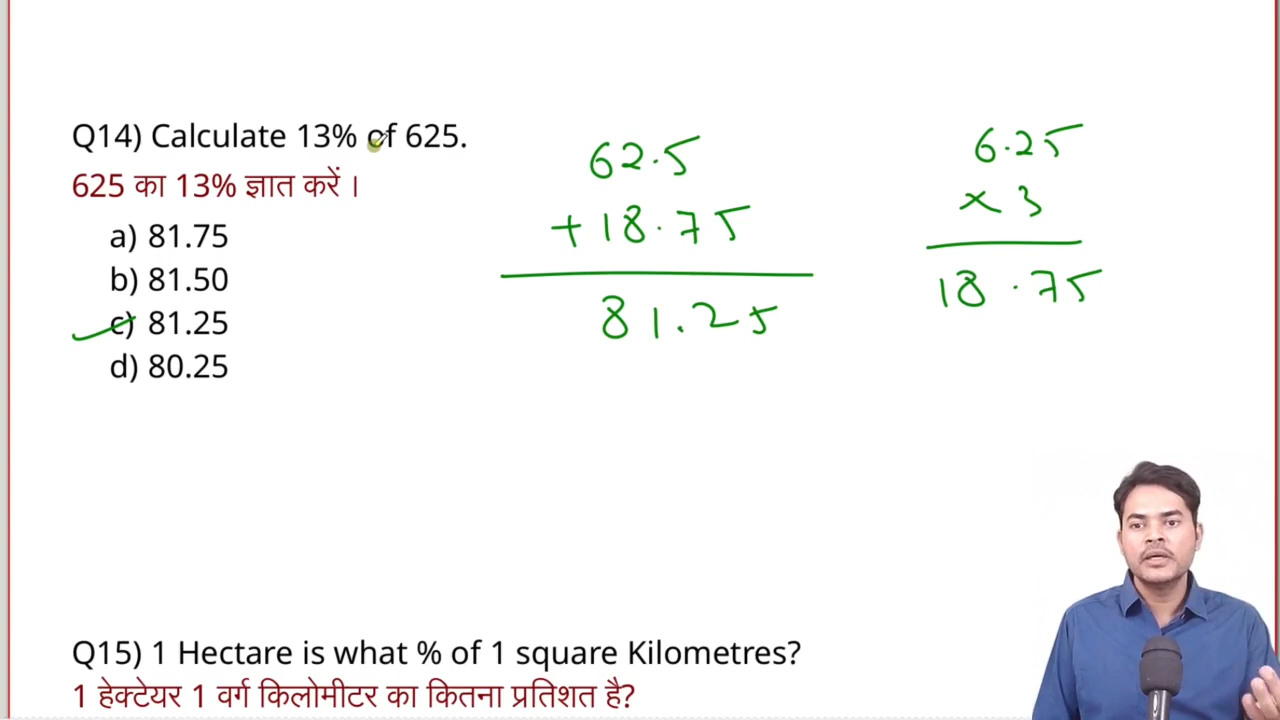 Q14) Calculate 13% of 625.
625 का 13% ज्ञात करें ।
a) 81.75
b) 81.50
c) 81.25
d) 80.25
62.5
+18.75
81.25
6.25
x 3
18.75
Q15) 1 Hectare is what % of 1 square Kilometres?
1 हेक्टेयर 1 वर्ग किलोमीटर का कितना प्रतिशत है?